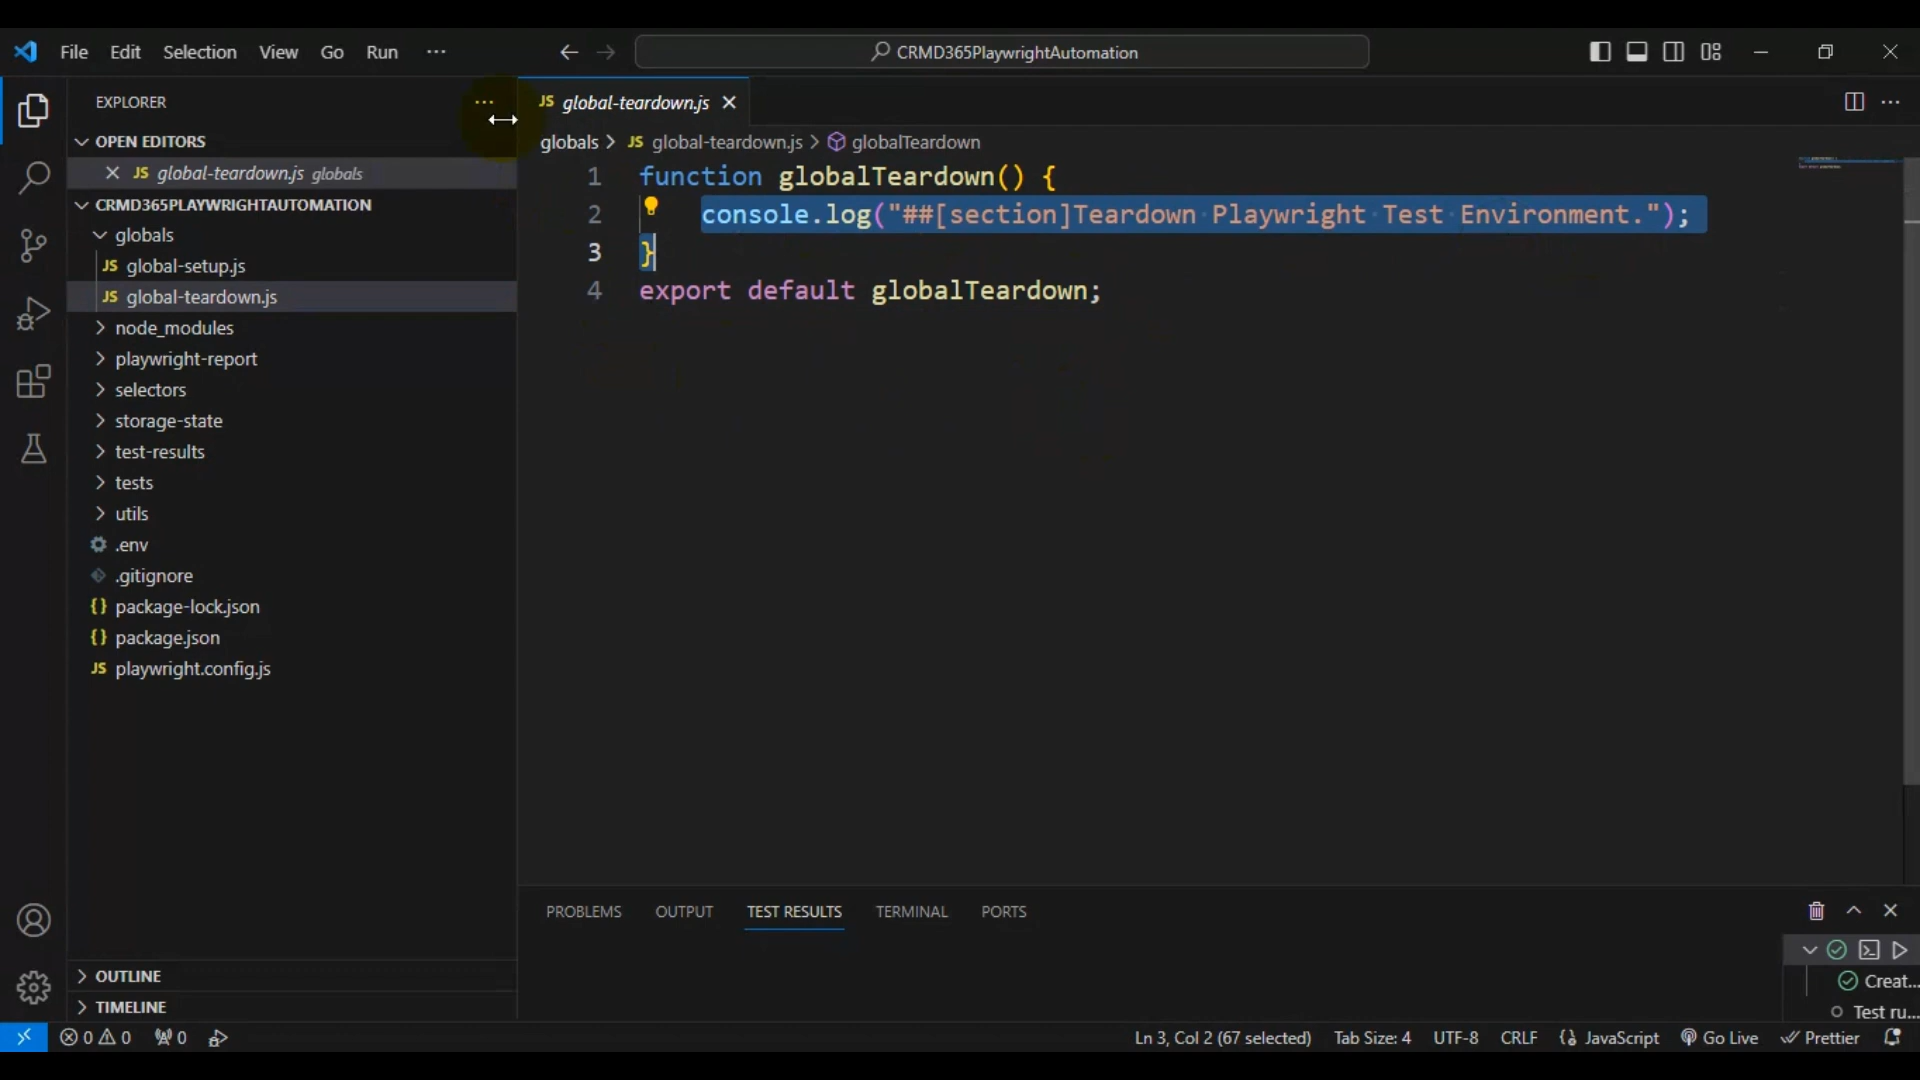 File Edit Selection View Go Run ···
CRMD365PlaywrightAutomation
EXPLORER ···
OPEN EDITORS
JS global-teardown.js globals
CRMD365PLAYWRIGHTAUTOMATION
globals
JS global-setup.js
JS global-teardown.js
node_modules
playwright-report
selectors
storage-state
test-results
tests
utils
.env
.gitignore
{} package-lock.json
{} package.json
JS playwright.config.js
OUTLINE
TIMELINE
JS global-teardown.js
globals > JS global-teardown.js > globalTeardown
1 function globalTeardown() {
2 console.log("##[section]Teardown Playwright Test Environment.");
3 }
4 export default globalTeardown;
PROBLEMS OUTPUT TEST RESULTS TERMINAL PORTS
Creat...
Test ru...
0 0 0 Ln 3, Col 2 (67 selected) Tab Size: 4 UTF-8 CRLF {} JavaScript Go Live Prettier